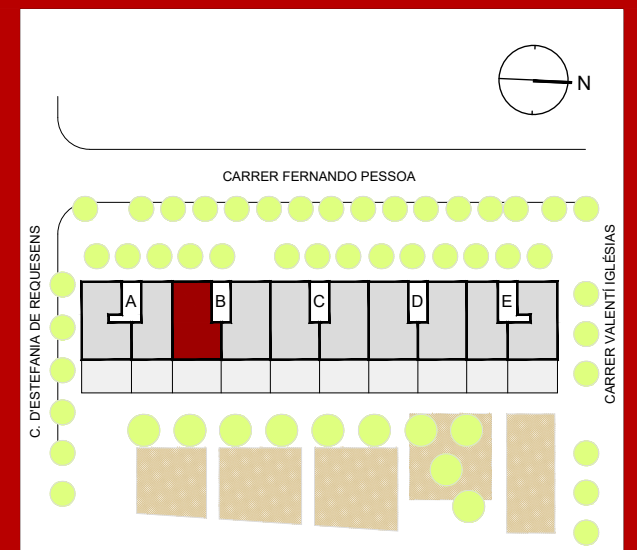 N
CARRER FERNANDO PESSOA
C. D'ESTEFANIA DE REQUESENS
CARRER VALENTÍ IGLÉSIAS
A
B
C
D
E